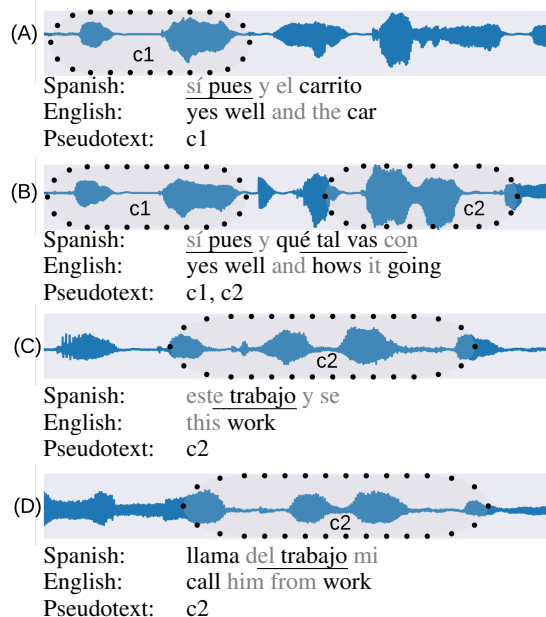 (A)
c1
Spanish: sí pues y el carrito
English: yes well and the car
Pseudotext: c1
(B)
c1 c2
Spanish: sí pues y qué tal vas con
English: yes well and hows it going
Pseudotext: c1, c2
(C)
c2
Spanish: este trabajo y se
English: this work
Pseudotext: c2
(D)
c2
Spanish: llama del trabajo mi
English: call him from work
Pseudotext: c2